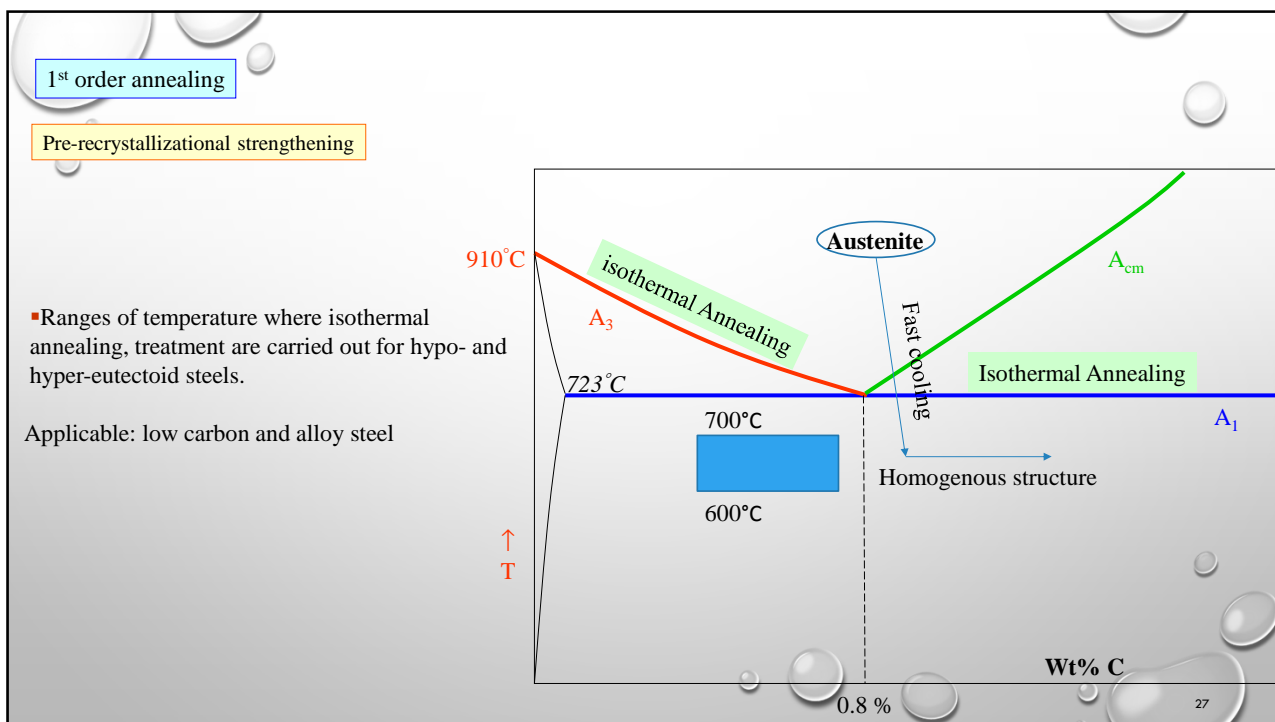 1st order annealing
Pre-recrystallizational strengthening
▪Ranges of temperature where isothermal
annealing, treatment are carried out for hypo- and
hyper-eutectoid steels.
Applicable: low carbon and alloy steel
910°C
isothermal Annealing
A3
Austenite
Acm
Fast cooling
Isothermal Annealing
723°C
A1
700°C
Homogenous structure
600°C
↑
T
Wt% C
0.8 %
27